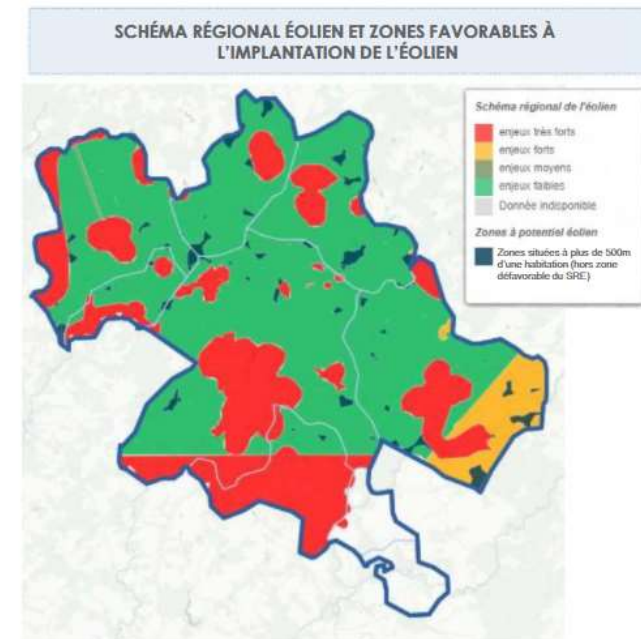 SCHÉMA RÉGIONAL ÉOLIEN ET ZONES FAVORABLES À
L'IMPLANTATION DE L'ÉOLIEN
Schéma régional de l'éolien
enjeux très forts
enjeux forts
enjeux moyens
enjeux faibles
Donnée indisponible
Zones à potentiel éolien
Zones situées à plus de 500m
d'une habitation (hors zone
défavorable du SRE)